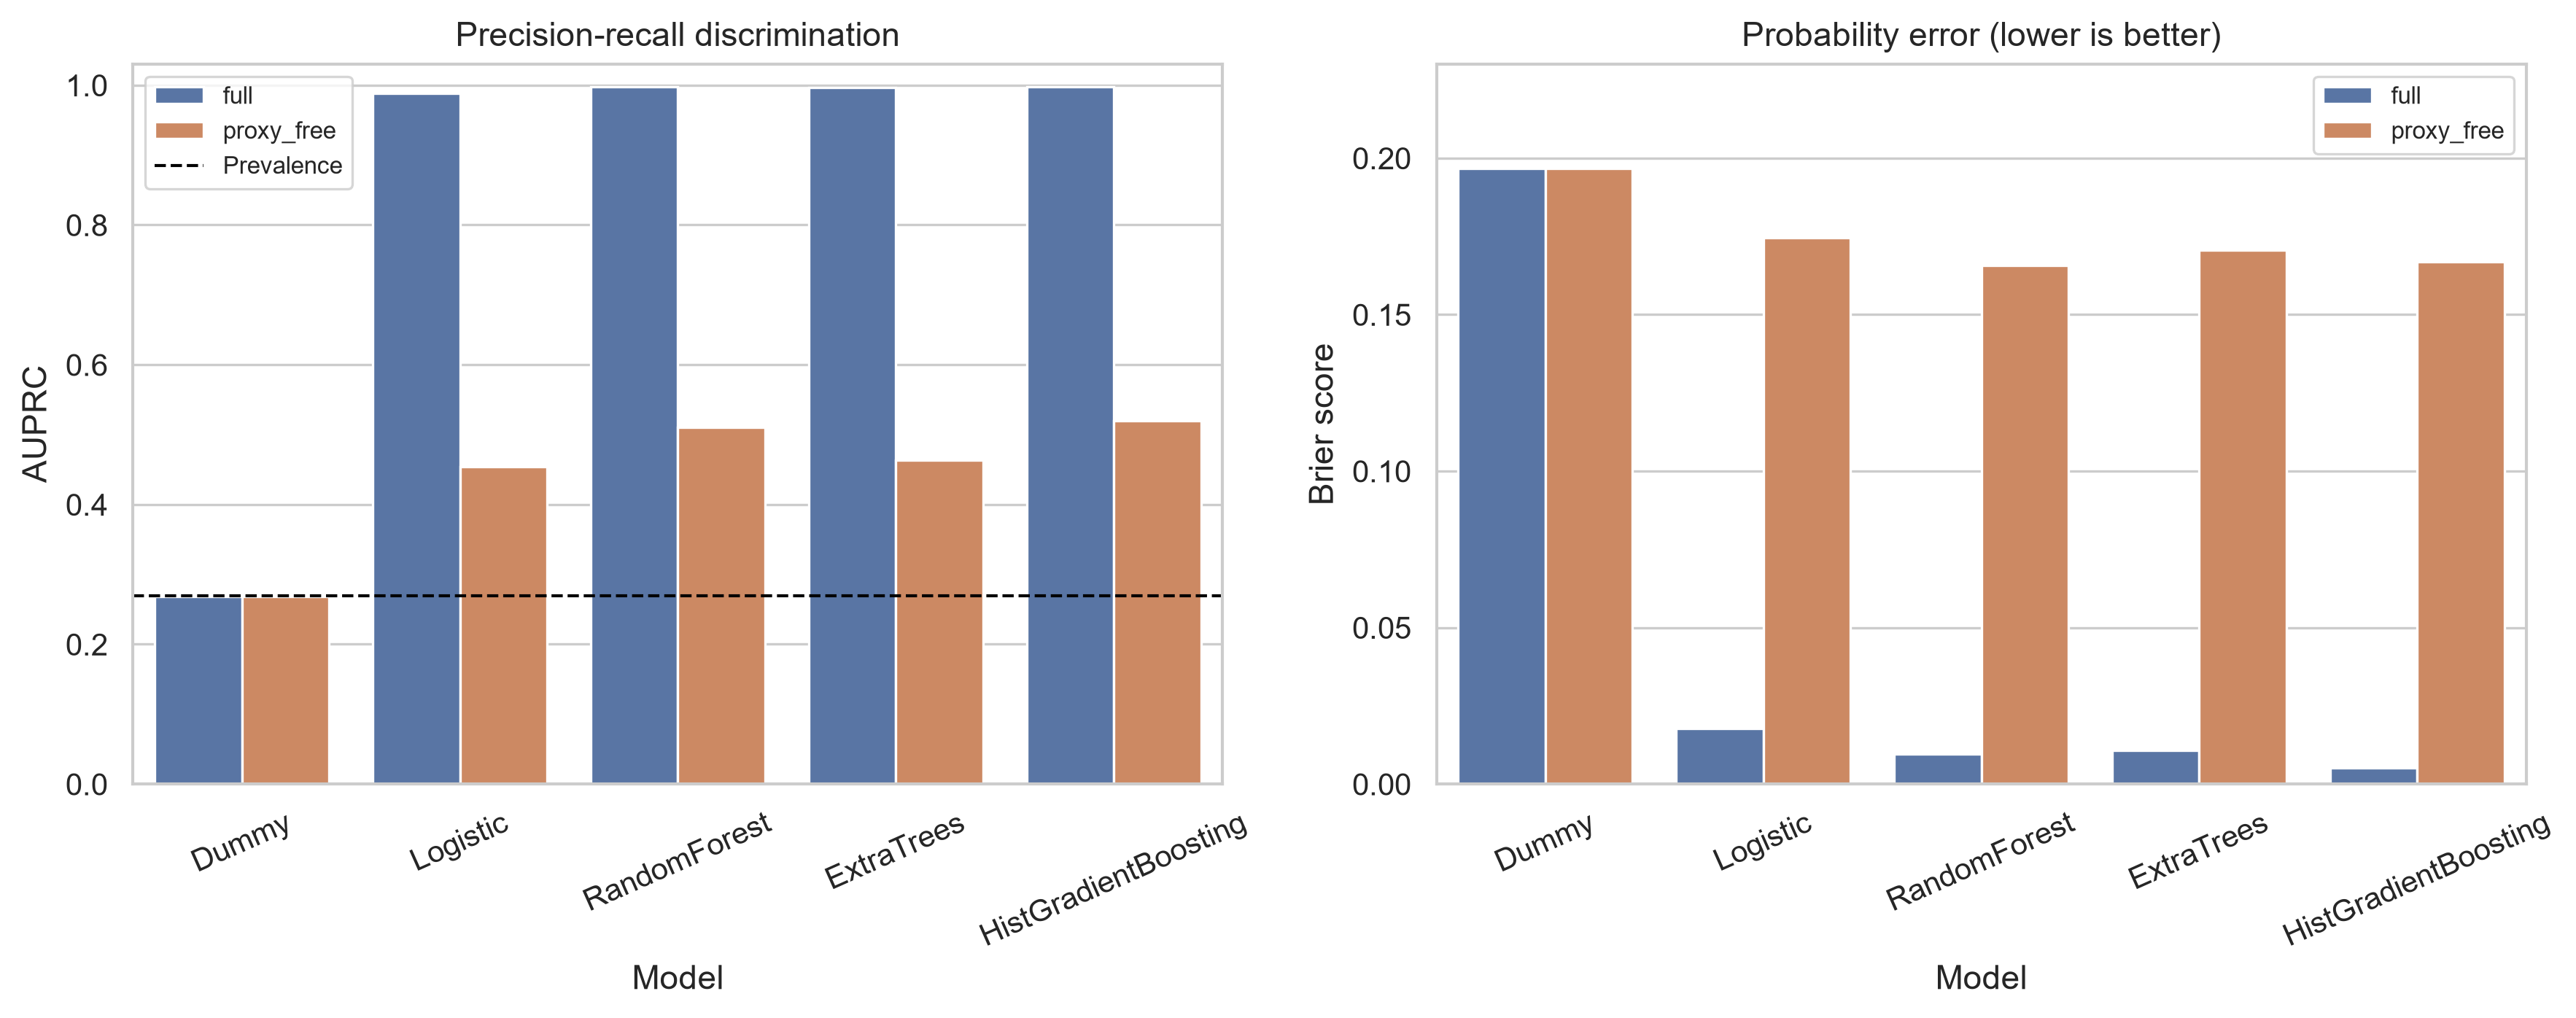 Precision-recall discrimination
full
proxy_free
Prevalence
AUPRC
1.0
0.8
0.6
0.4
0.2
0.0
Dummy
Logistic
RandomForest
ExtraTrees
HistGradientBoosting
Model
Probability error (lower is better)
full
proxy_free
Brier score
0.20
0.15
0.10
0.05
0.00
Dummy
Logistic
RandomForest
ExtraTrees
HistGradientBoosting
Model